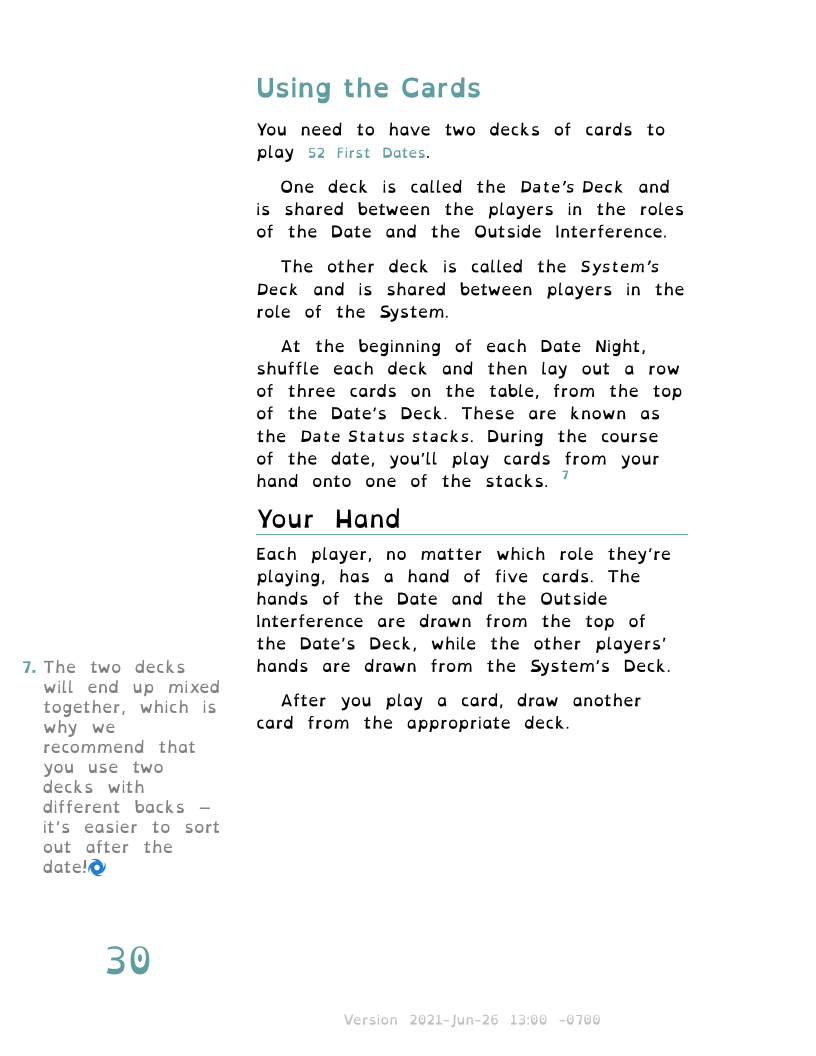 Using the Cards
You need to have two decks of cards to
play 52 First Dates.
One deck is called the Date's Deck and
is shared between the players in the roles
of the Date and the Outside Interference.
The other deck is called the System's
Deck and is shared between players in the
role of the System.
At the beginning of each Date Night,
shuffle each deck and then lay out a row
of three cards on the table, from the top
of the Date's Deck. These are known as
the Date Status stacks. During the course
of the date, you'll play cards from your
hand onto one of the stacks. 7
Your Hand
Each player, no matter which role they're
playing, has a hand of five cards. The
hands of the Date and the Outside
Interference are drawn from the top of
the Date's Deck, while the other players'
hands are drawn from the System's Deck.
After you play a card, draw another
card from the appropriate deck.
7. The two decks
will end up mixed
together, which is
why we
recommend that
you use two
decks with
different backs –
it's easier to sort
out after the
date!
30
Version 2021-Jun-26 13:00 -0700